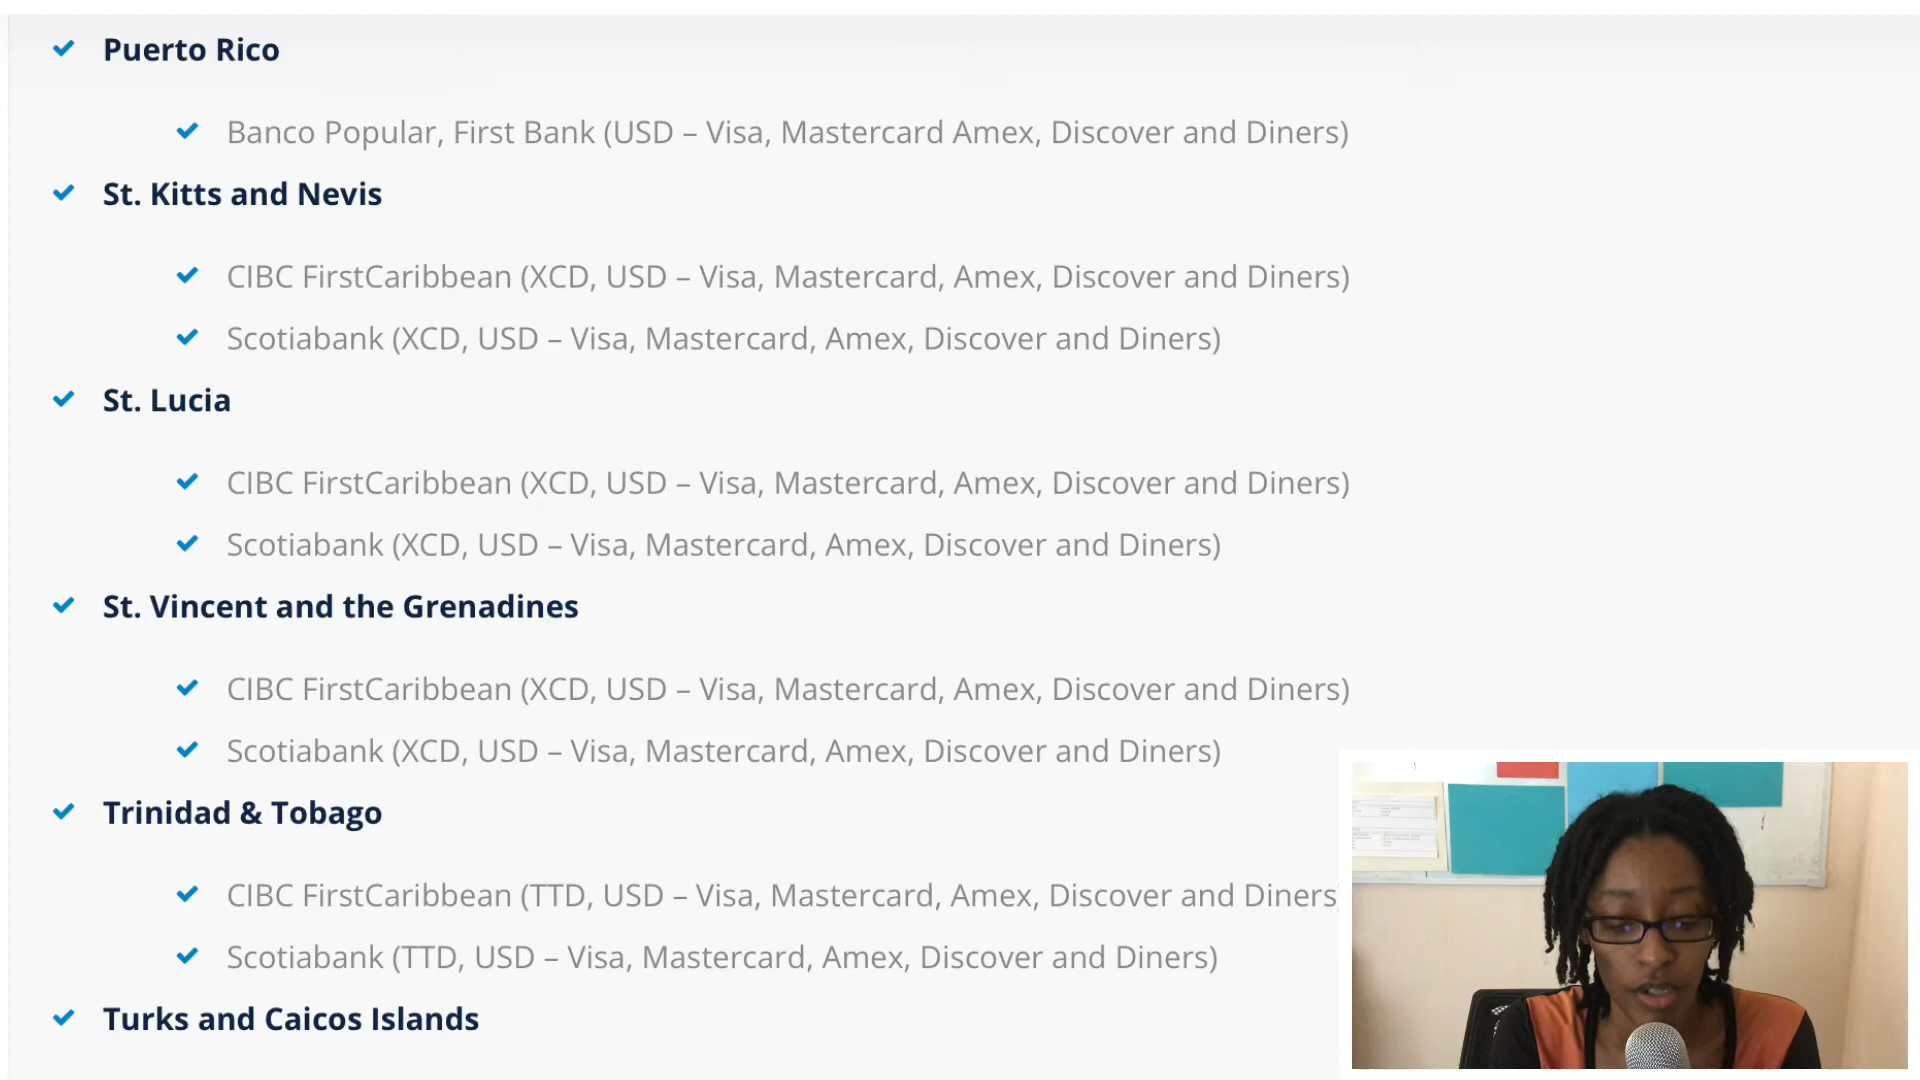 Puerto Rico
Banco Popular, First Bank (USD – Visa, Mastercard Amex, Discover and Diners)
St. Kitts and Nevis
CIBC FirstCaribbean (XCD, USD – Visa, Mastercard, Amex, Discover and Diners)
Scotiabank (XCD, USD – Visa, Mastercard, Amex, Discover and Diners)
St. Lucia
CIBC FirstCaribbean (XCD, USD – Visa, Mastercard, Amex, Discover and Diners)
Scotiabank (XCD, USD – Visa, Mastercard, Amex, Discover and Diners)
St. Vincent and the Grenadines
CIBC FirstCaribbean (XCD, USD – Visa, Mastercard, Amex, Discover and Diners)
Scotiabank (XCD, USD – Visa, Mastercard, Amex, Discover and Diners)
Trinidad & Tobago
CIBC FirstCaribbean (TTD, USD – Visa, Mastercard, Amex, Discover and Diners)
Scotiabank (TTD, USD – Visa, Mastercard, Amex, Discover and Diners)
Turks and Caicos Islands